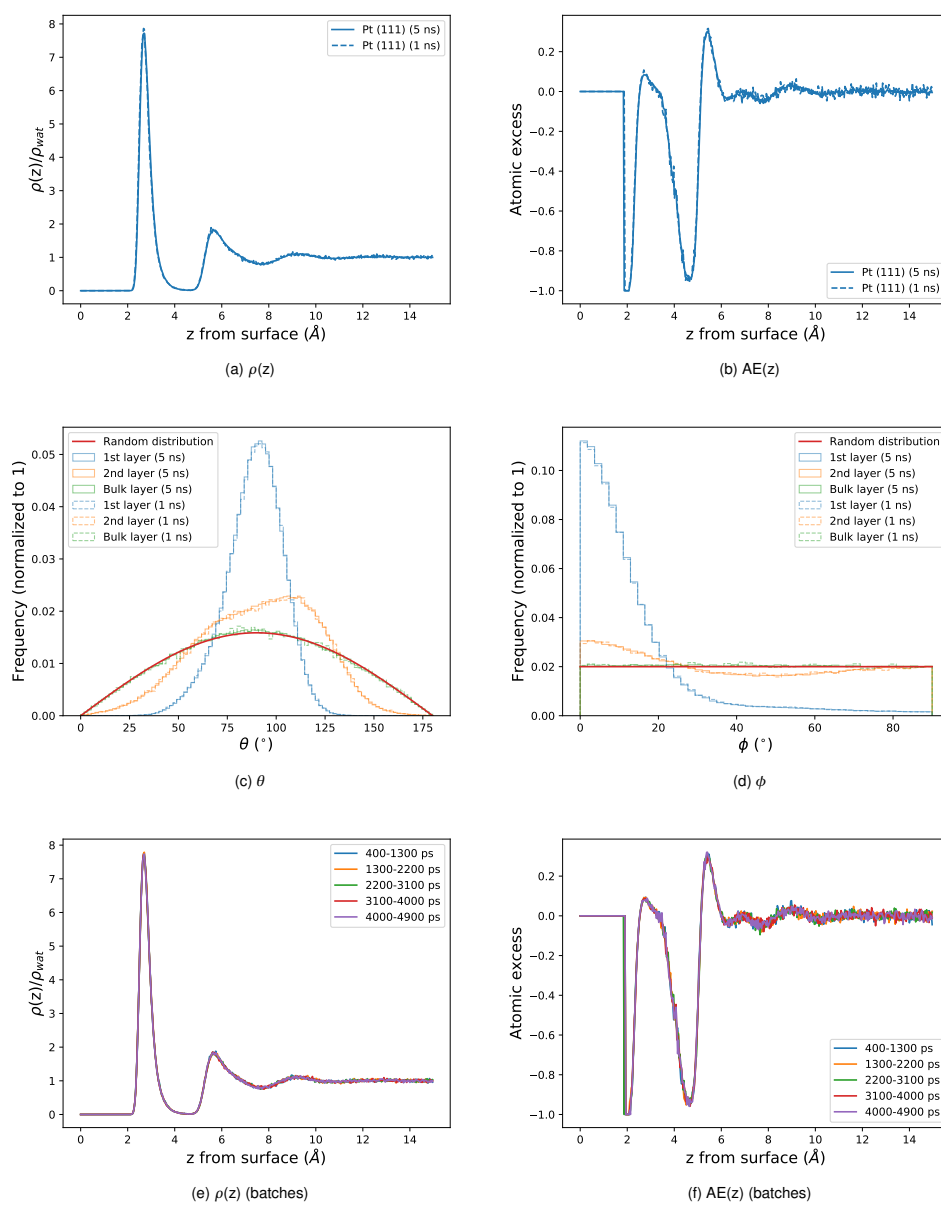 8
7
6
5
4
3
2
1
0
ρ(z)/ρwat
Pt (111) (5 ns)
Pt (111) (1 ns)
0 2 4 6 8 10 12 14
z from surface (Å)
(a) ρ(z)
0.2
0.0
−0.2
−0.4
−0.6
−0.8
−1.0
Atomic excess
Pt (111) (5 ns)
Pt (111) (1 ns)
0 2 4 6 8 10 12 14
z from surface (Å)
(b) AE(z)
0.05
0.04
0.03
0.02
0.01
0.00
Frequency (normalized to 1)
Random distribution
1st layer (5 ns)
2nd layer (5 ns)
Bulk layer (5 ns)
1st layer (1 ns)
2nd layer (1 ns)
Bulk layer (1 ns)
0 25 50 75 100 125 150 175
θ (°)
(c) θ
0.10
0.08
0.06
0.04
0.02
0.00
Frequency (normalized to 1)
Random distribution
1st layer (5 ns)
2nd layer (5 ns)
Bulk layer (5 ns)
1st layer (1 ns)
2nd layer (1 ns)
Bulk layer (1 ns)
0 20 40 60 80
ϕ (°)
(d) ϕ
8
7
6
5
4
3
2
1
0
ρ(z)/ρwat
400-1300 ps
1300-2200 ps
2200-3100 ps
3100-4000 ps
4000-4900 ps
0 2 4 6 8 10 12 14
z from surface (Å)
(e) ρ(z) (batches)
0.2
0.0
−0.2
−0.4
−0.6
−0.8
−1.0
Atomic excess
400-1300 ps
1300-2200 ps
2200-3100 ps
3100-4000 ps
4000-4900 ps
0 2 4 6 8 10 12 14
z from surface (Å)
(f) AE(z) (batches)